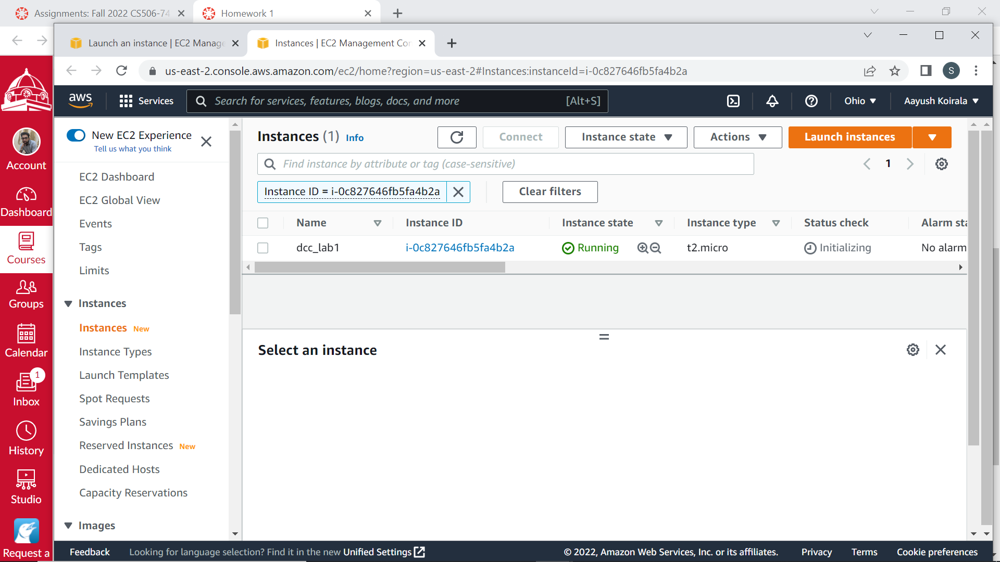 Assignments: Fall 2022 CS506-74
Homework 1
Launch an instance | EC2 Manage
Instances | EC2 Management Cor
us-east-2.console.aws.amazon.com/ec2/home?region=us-east-2#Instances:instanceId=i-0c827646fb5fa4b2a
S
aws
Services
Search for services, features, blogs, docs, and more
[Alt+S]
Ohio
Aayush Koirala
Account
Dashboard
Courses
Groups
Calendar
1
Inbox
History
Studio
Request a
New EC2 Experience
Tell us what you think
EC2 Dashboard
EC2 Global View
Events
Tags
Limits
Instances
Instances New
Instance Types
Launch Templates
Spot Requests
Savings Plans
Reserved Instances New
Dedicated Hosts
Capacity Reservations
Images
Instances (1) Info
Connect
Instance state
Actions
Launch instances
Find instance by attribute or tag (case-sensitive)
1
Instance ID = i-0c827646fb5fa4b2a
Clear filters
Name Instance ID Instance state Instance type Status check Alarm sta
dcc_lab1 i-0c827646fb5fa4b2a Running t2.micro Initializing No alarm
Select an instance
Feedback
Looking for language selection? Find it in the new Unified Settings
© 2022, Amazon Web Services, Inc. or its affiliates.
Privacy
Terms
Cookie preferences